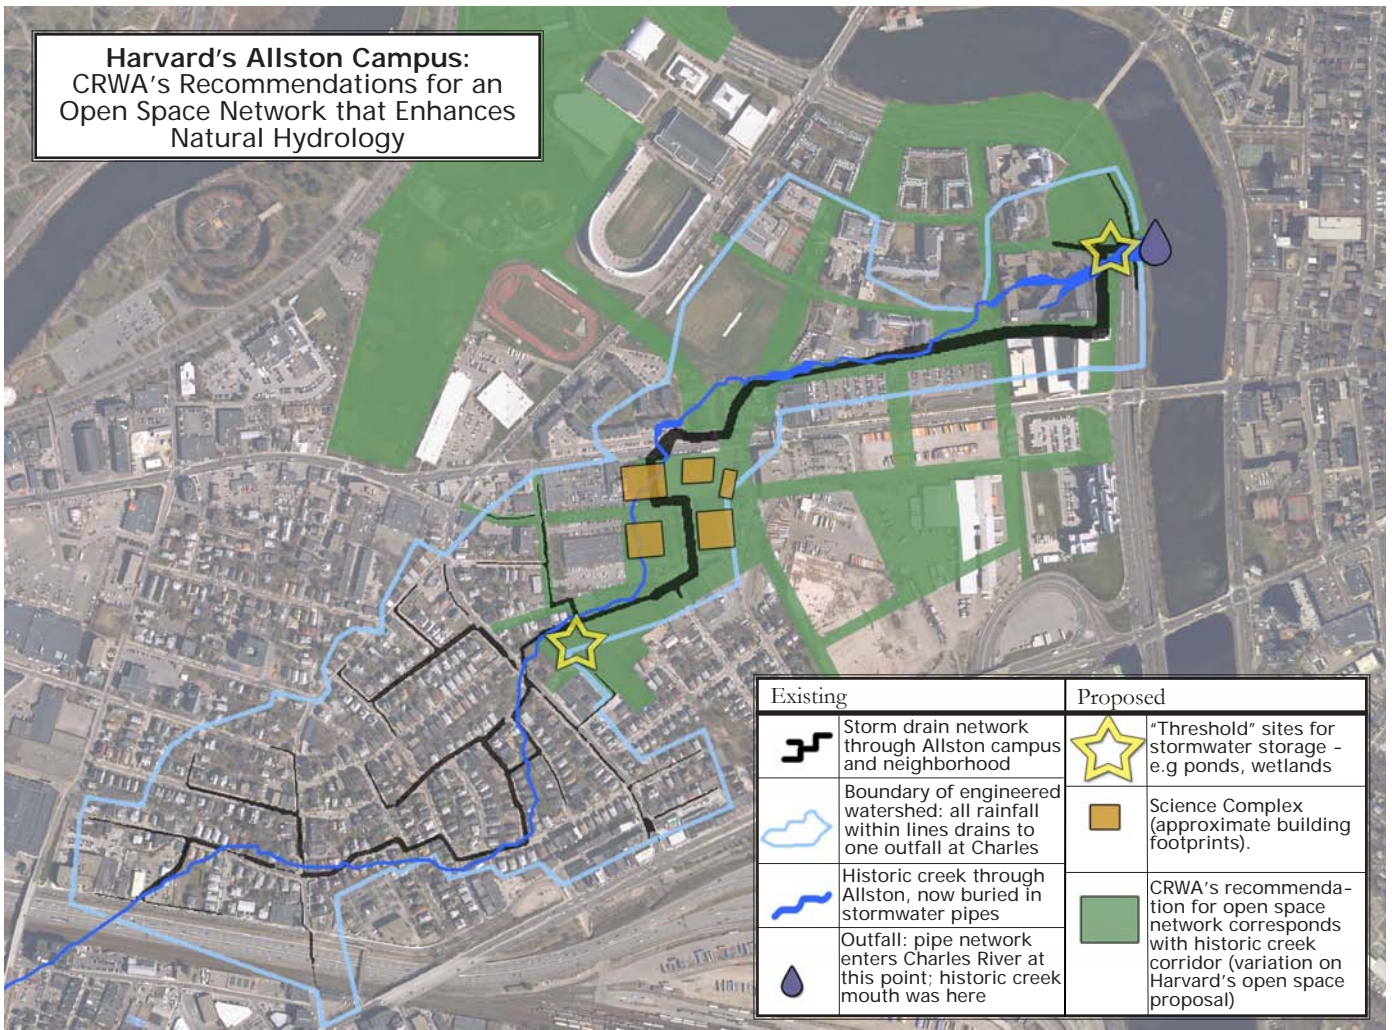 Harvard's Allston Campus:
CRWA's Recommendations for an
Open Space Network that Enhances
Natural Hydrology
Existing
Storm drain network
through Allston campus
and neighborhood
Boundary of engineered
watershed: all rainfall
within lines drains to
one outfall at Charles
Historic creek through
Allston, now buried in
stormwater pipes
Outfall: pipe network
enters Charles River at
this point; historic creek
mouth was here
Proposed
"Threshold" sites for
stormwater storage -
e.g ponds, wetlands
Science Complex
(approximate building
footprints).
CRWA's recommenda-
tion for open space
network corresponds
with historic creek
corridor (variation on
Harvard's open space
proposal)